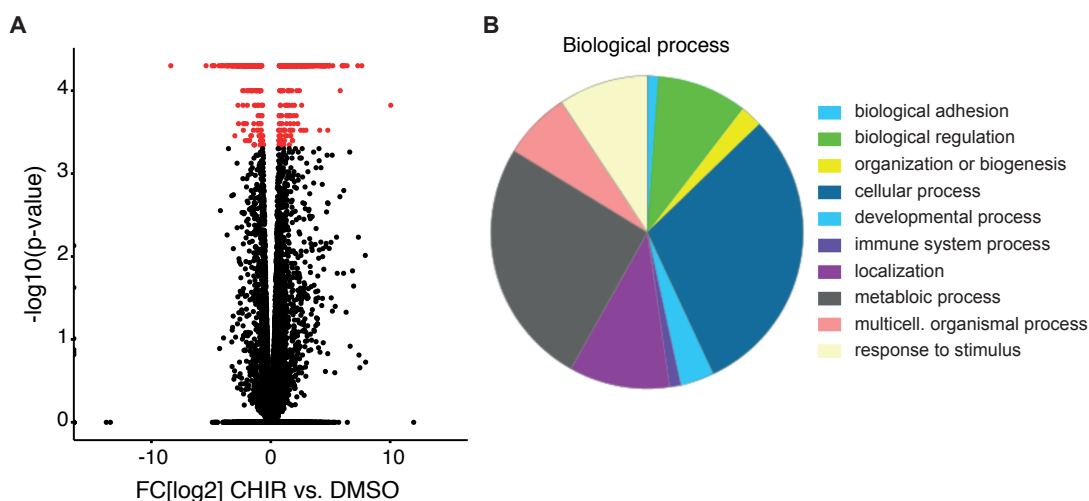 A
-log10(p-value)
4
3
2
1
0
-10
0
10
FC[log2] CHIR vs. DMSO
B
Biological process
biological adhesion
biological regulation
organization or biogenesis
cellular process
developmental process
immune system process
localization
metabloic process
multicell. organismal process
response to stimulus